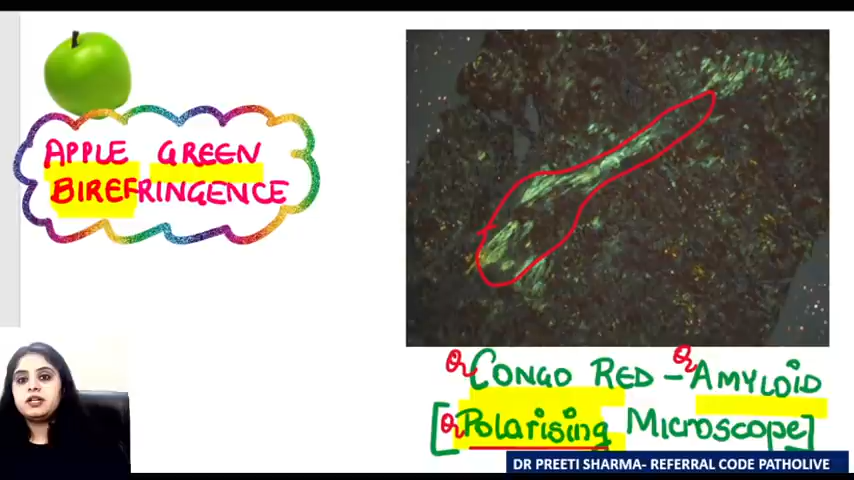 APPLE GREEN
BIREFRINGENCE
CONGO RED - AMYLOID
[Polarising Microscope]
DR PREETI SHARMA- REFERRAL CODE PATHOLIVE